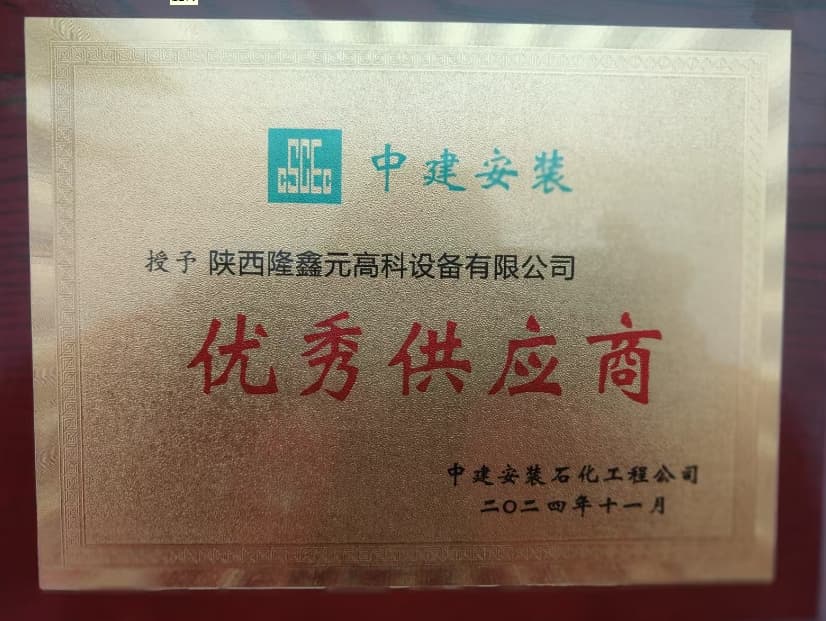 CSCEC 中建安装
授予 陕西隆鑫元高科设备有限公司
优秀供应商
中建安装石化工程公司
二〇二四年十一月